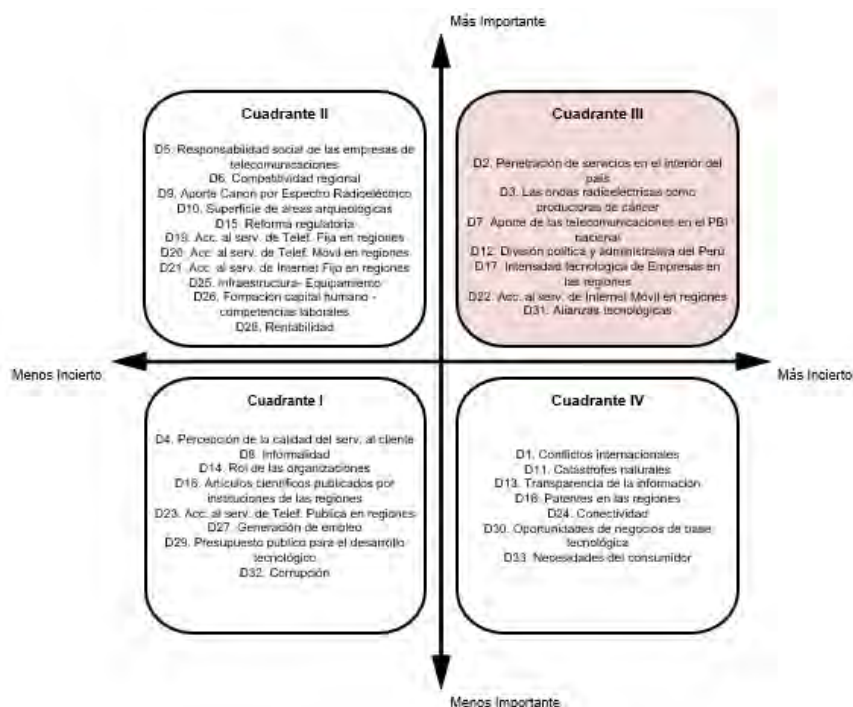 Más Importante
Cuadrante II
D5. Responsabilidad social de las empresas de
telecomunicaciones
D6. Competitividad regional
D9. Aporte Canon por Espectro Radioeléctrico
D10. Superficie de áreas arqueológicas
D15. Reforma regulatoria
D19. Acc. al serv. de Telef. Fija en regiones
D20. Acc. al serv. de Telef. Móvil en regiones
D21. Acc. al serv. de Internet Fijo en regiones
D25. Infraestructura- Equipamiento
D26. Formación capital humano -
competencias laborales
D28. Rentabilidad
Cuadrante III
D2. Penetración de servicios en el interior del
país
D3. Las ondas radioeléctricas como
productoras de cáncer
D7. Aporte de las telecomunicaciones en el PBI
nacional
D12. División política y administrativa del Perú
D17. Intensidad tecnológica de Empresas en
las regiones
D22. Acc. al serv. de Internet Móvil en regiones
D31. Alianzas tecnológicas
Menos Incierto
Más Incierto
Cuadrante I
D4. Percepción de la calidad del serv. al cliente
D8. Informalidad
D14. Rol de las organizaciones
D16. Artículos científicos publicados por
instituciones de las regiones
D23. Acc. al serv. de Telef. Publica en regiones
D27. Generación de empleo
D29. Presupuesto publico para el desarrollo
tecnológico
D32. Corrupción
Cuadrante IV
D1. Conflictos internacionales
D11. Catástrofes naturales
D13. Transparencia de la información
D18. Patentes en las regiones
D24. Conectividad
D30. Oportunidades de negocios de base
tecnológica
D33. Necesidades del consumidor
Menos Importante